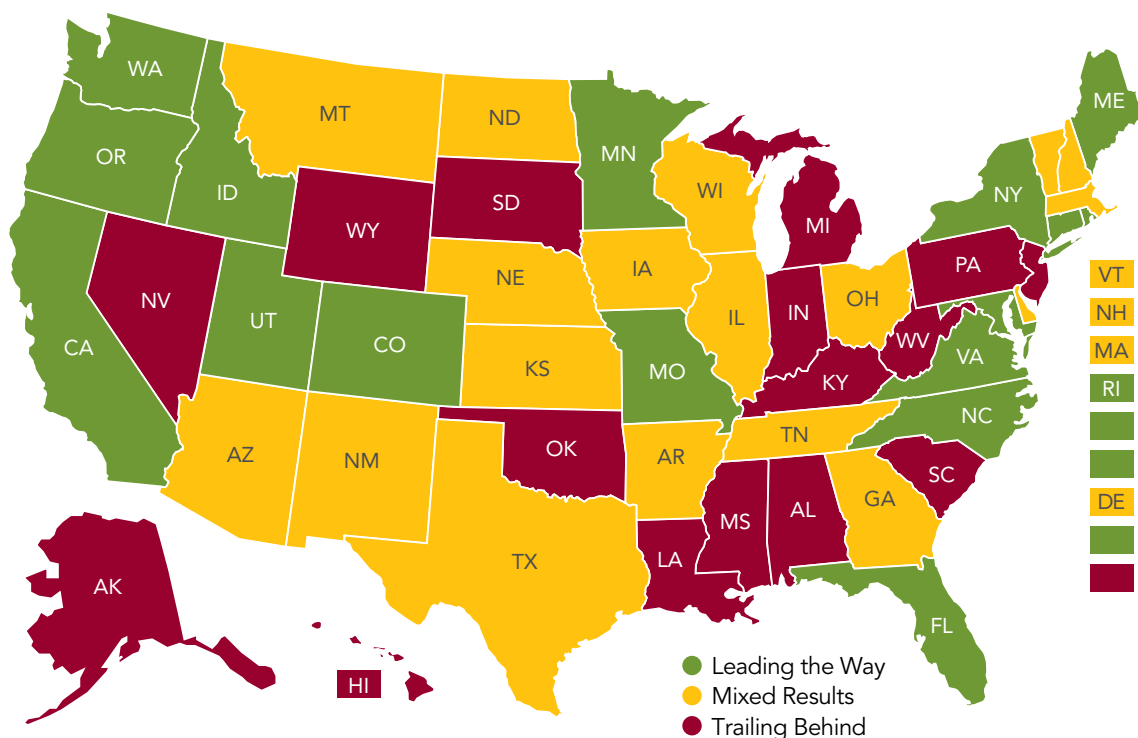 WA
ME
MT
ND
MN
OR
ID
WI
NY
SD
WY
MI
IA
PA
VT
NE
NV
OH
NH
UT
IL
IN
CA
CO
WV
VA
MA
KS
MO
KY
RI
NC
TN
AZ
NM
OK
AR
SC
DE
MS
AL
GA
TX
LA
AK
FL
HI
Leading the Way
Mixed Results
Trailing Behind